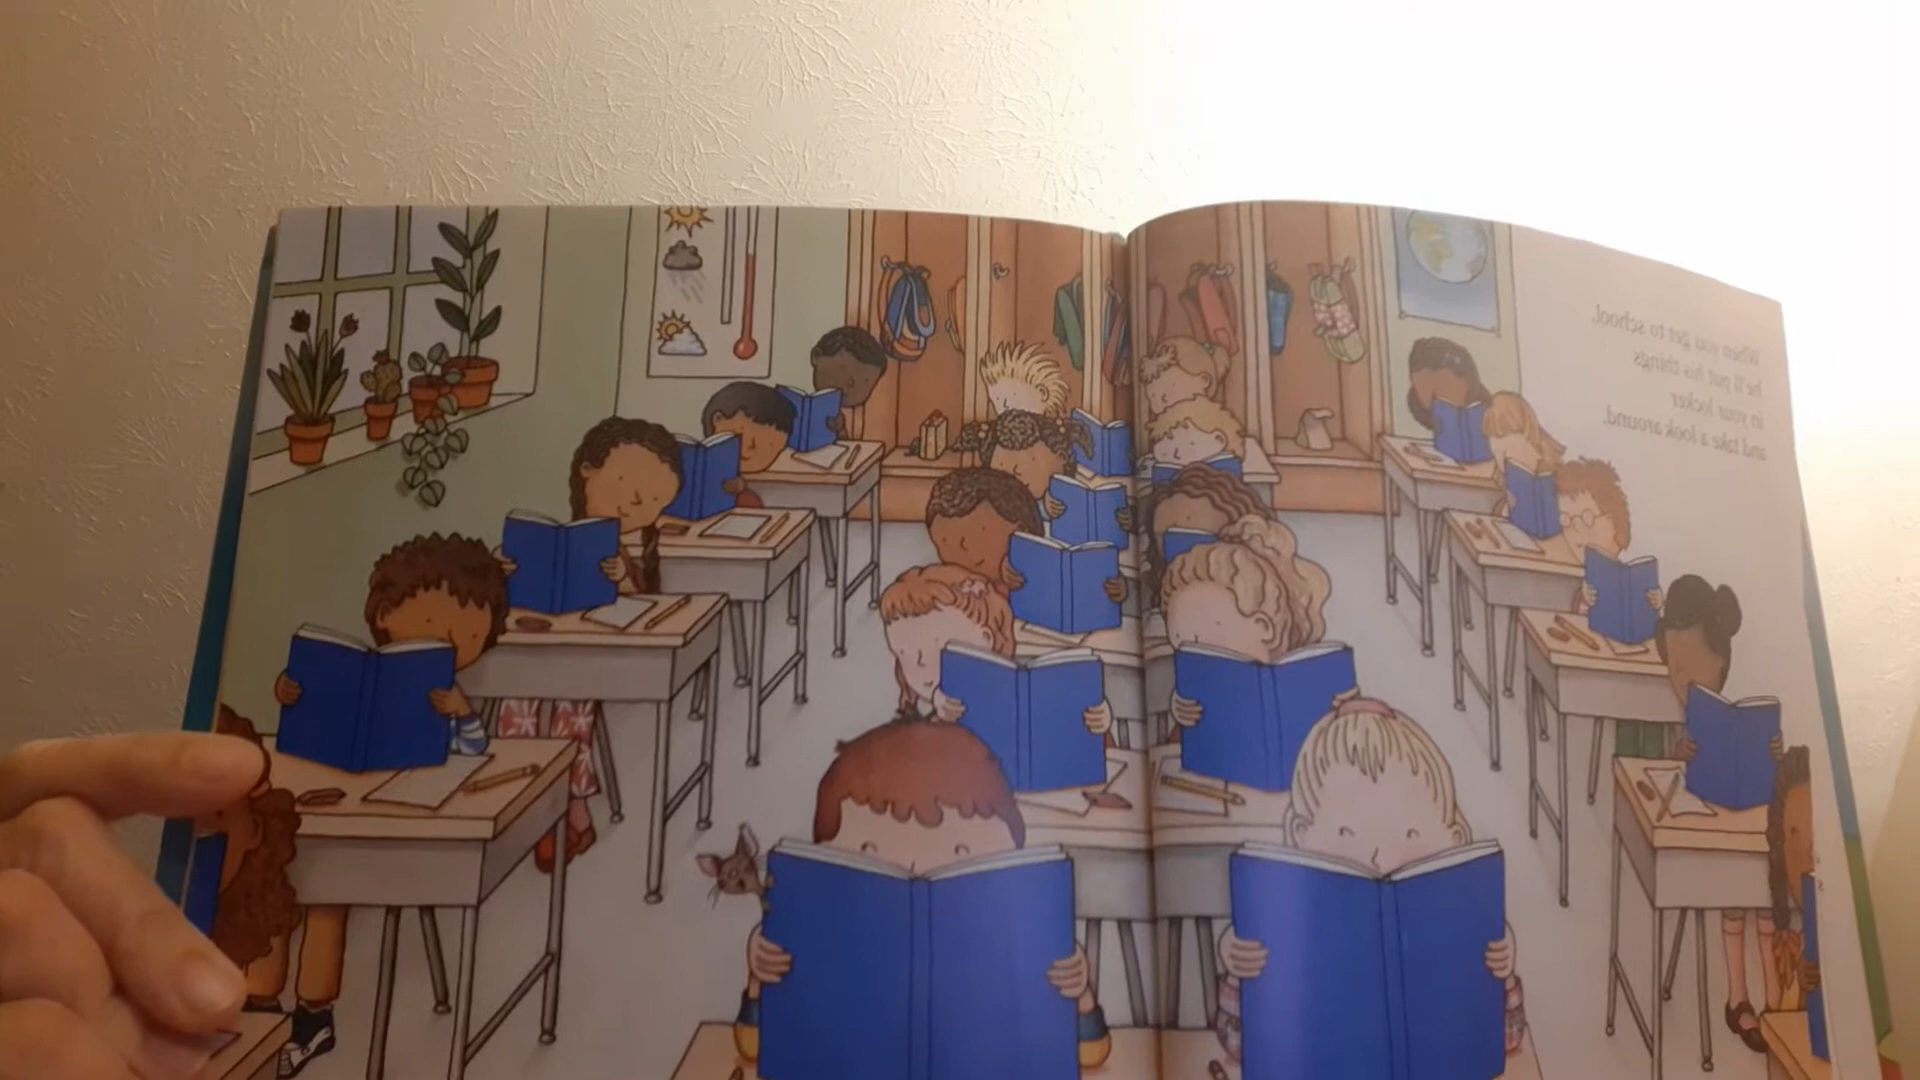 When you get to school,
he'll put his things
in your locker
and take a look around.